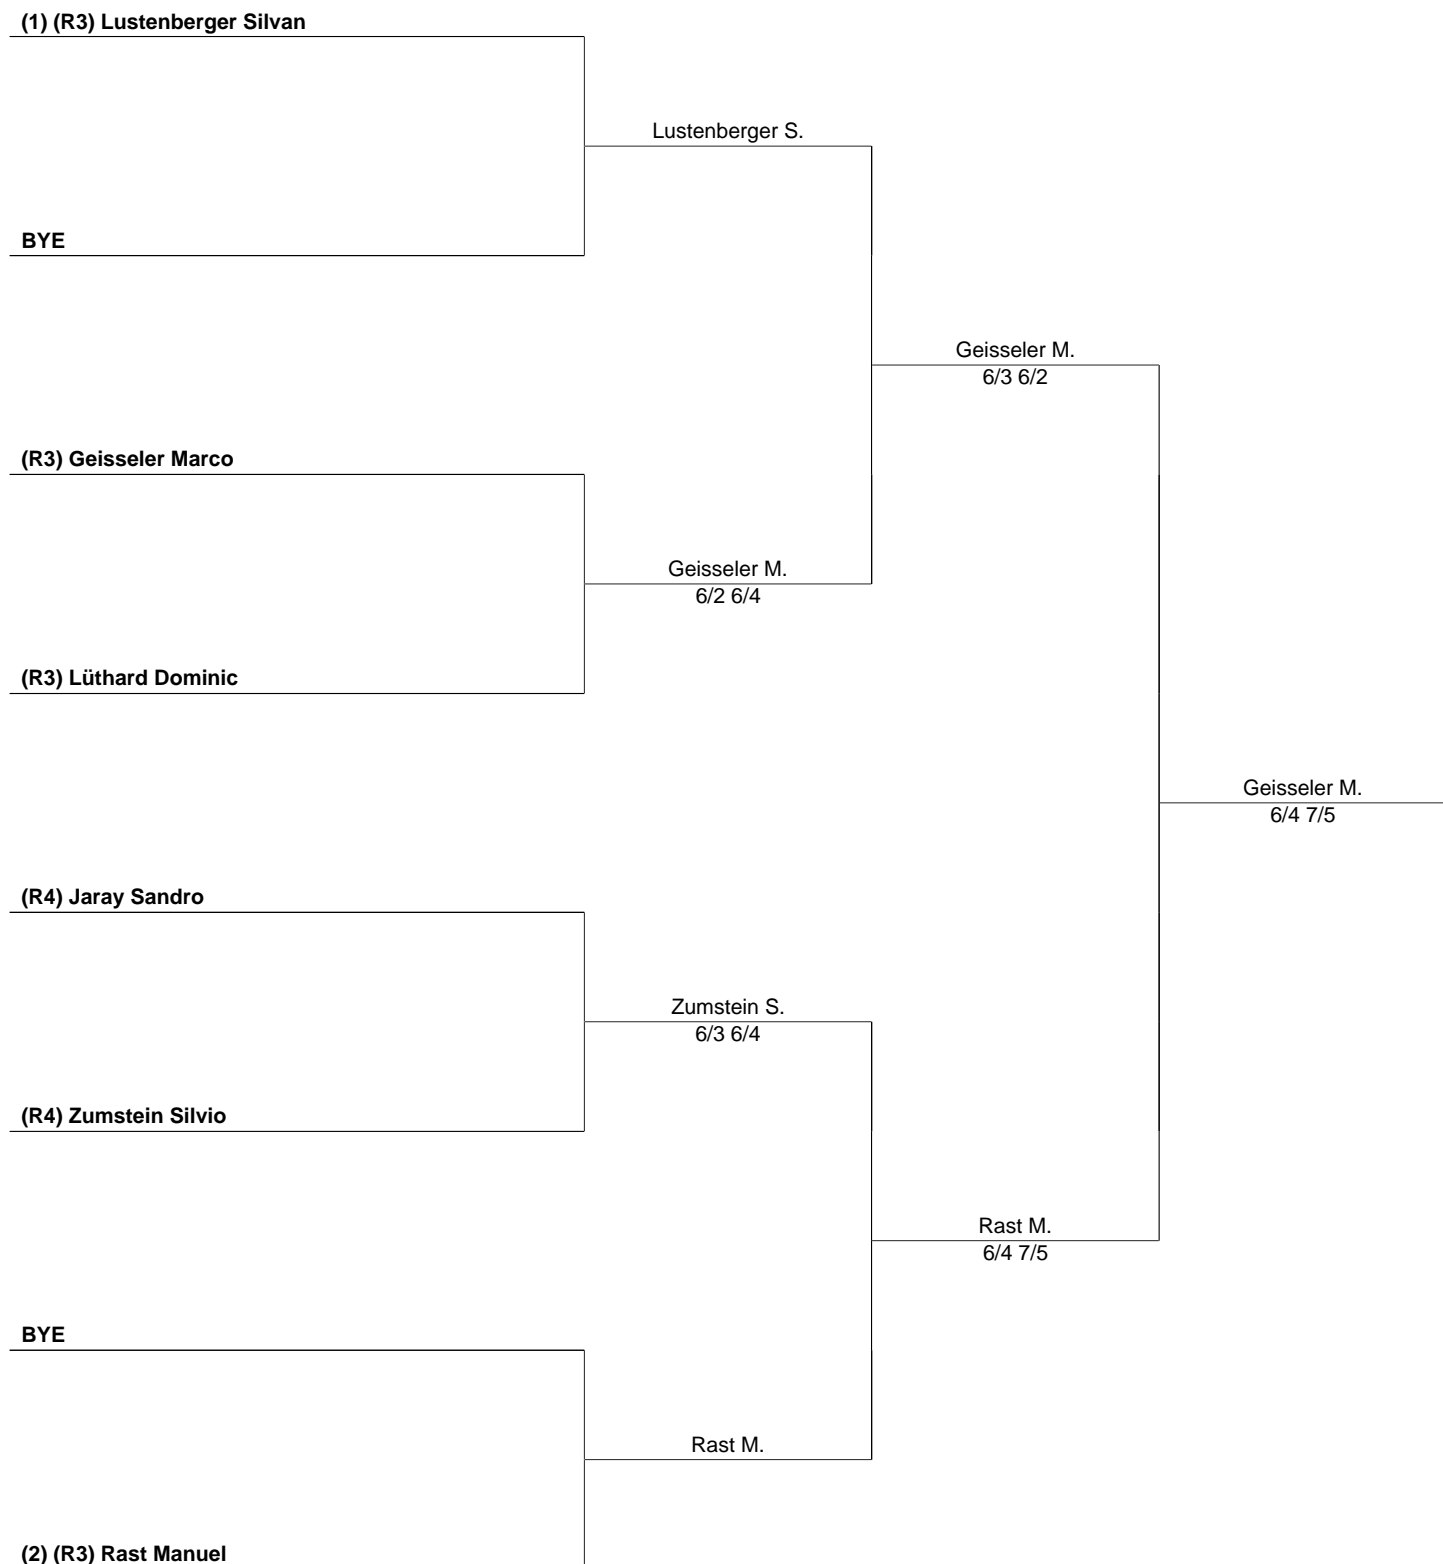 (1) (R3) Lustenberger Silvan
Lustenberger S.
BYE
Geisseler M.
6/3 6/2
(R3) Geisseler Marco
Geisseler M.
6/2 6/4
(R3) Lüthard Dominic
Geisseler M.
6/4 7/5
(R4) Jaray Sandro
Zumstein S.
6/3 6/4
(R4) Zumstein Silvio
Rast M.
6/4 7/5
BYE
Rast M.
(2) (R3) Rast Manuel